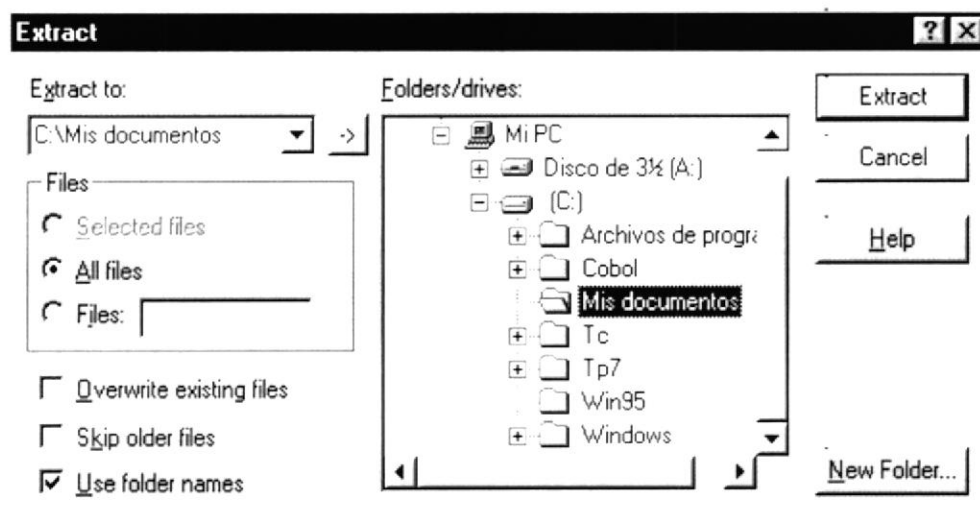 Extract
Extract to:
C:\Mis documentos
->
Files
Selected files
All files
Files:
Overwrite existing files
Skip older files
Use folder names
Folders/drives:
Mi PC
Disco de 3½ (A:)
(C:)
Archivos de progra
Cobol
Mis documentos
Tc
Tp7
Win95
Windows
Extract
Cancel
Help
New Folder...